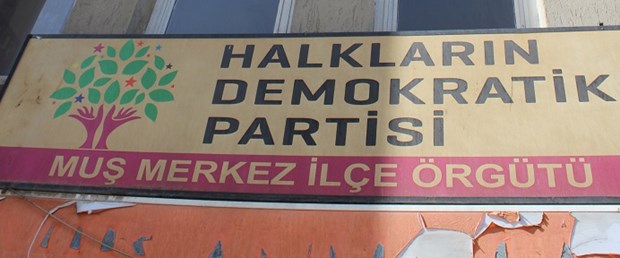 HALKLARIN
DEMOKRATİK
PARTİSİ
MUŞ MERKEZ İLÇE ÖRGÜTÜ